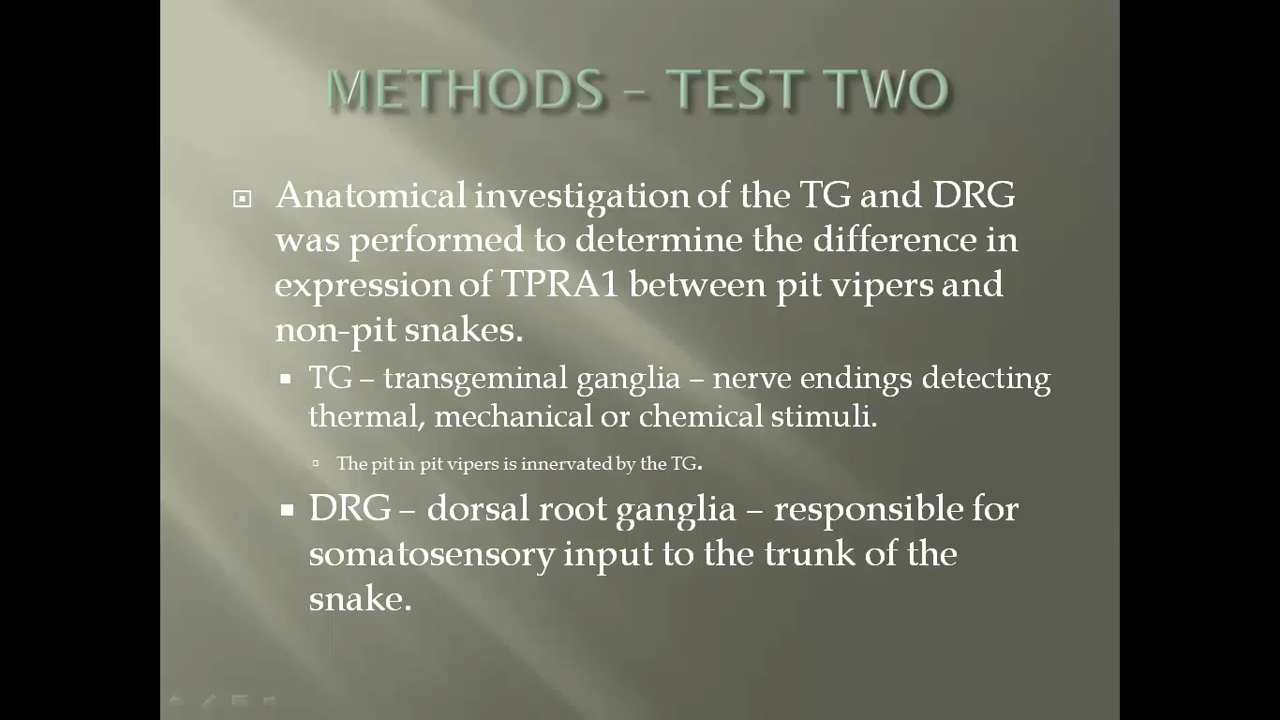 METHODS – TEST TWO
Anatomical investigation of the TG and DRG
was performed to determine the difference in
expression of TPRA1 between pit vipers and
non-pit snakes.
TG – transgeminal ganglia – nerve endings detecting
thermal, mechanical or chemical stimuli.
The pit in pit vipers is innervated by the TG.
DRG – dorsal root ganglia – responsible for
somatosensory input to the trunk of the
snake.